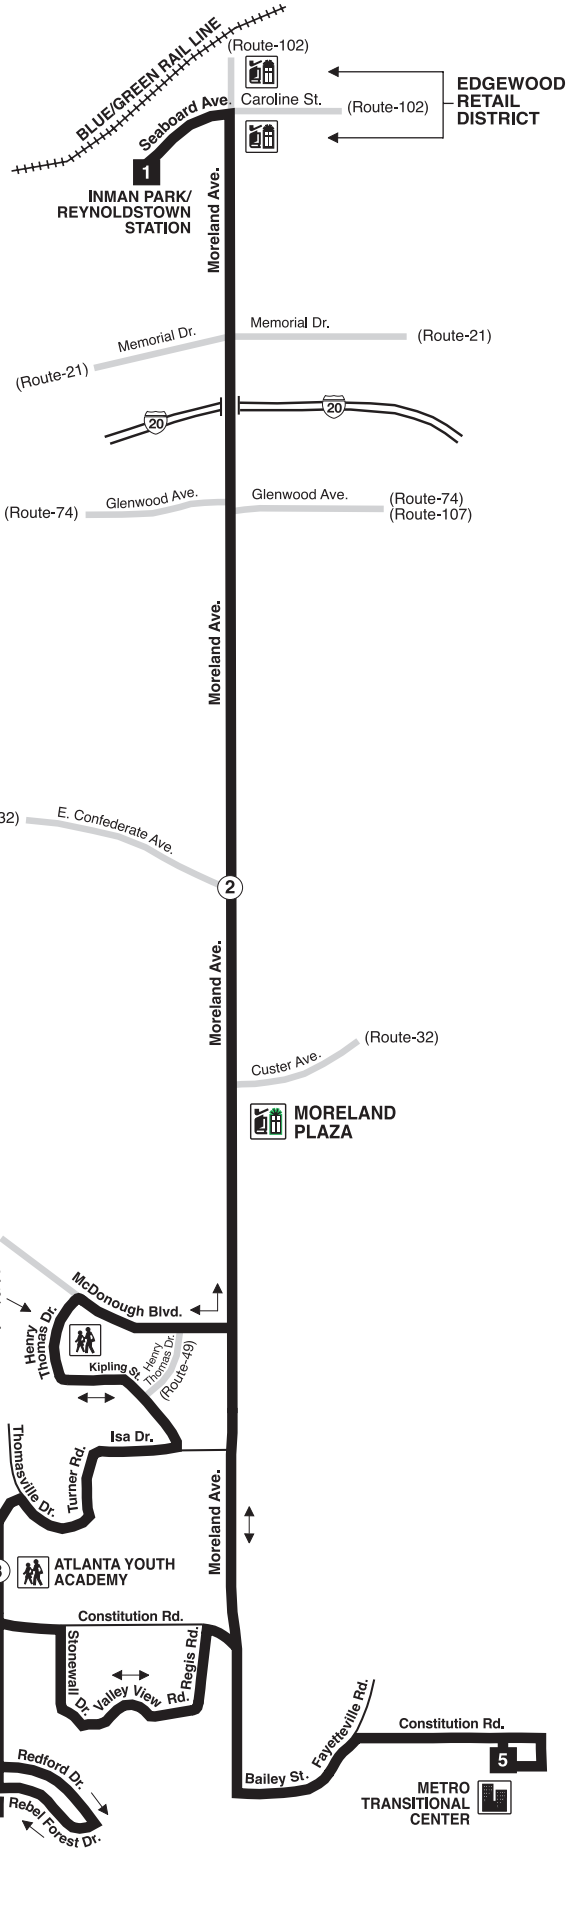 (Route-102)
BLUE/GREEN RAIL LINE
EDGEWOOD
RETAIL
DISTRICT
Seaboard Ave.
Caroline St.
(Route-102)
1
INMAN PARK/
REYNOLDSTOWN
STATION
Moreland Ave.
Memorial Dr.
Memorial Dr.
(Route-21)
(Route-21)
20
20
Glenwood Ave.
Glenwood Ave.
(Route-74)
(Route-74)
(Route-107)
Moreland Ave.
32)
E. Confederate Ave.
2
Moreland Ave.
(Route-32)
Custer Ave.
MORELAND
PLAZA
McDonough Blvd.
Henry
Thomas Dr.
Kipling St.
Henry
Thomas Dr.
(Route-49)
Isa Dr.
Thomasville Dr.
Turner Rd.
Moreland Ave.
ATLANTA YOUTH
ACADEMY
Constitution Rd.
Stonewall Dr.
Valley View Rd.
Regis Rd.
Fayetteville Rd.
Constitution Rd.
5
Bailey St.
METRO
TRANSITIONAL
CENTER
Redford Dr.
Rebel Forest Dr.